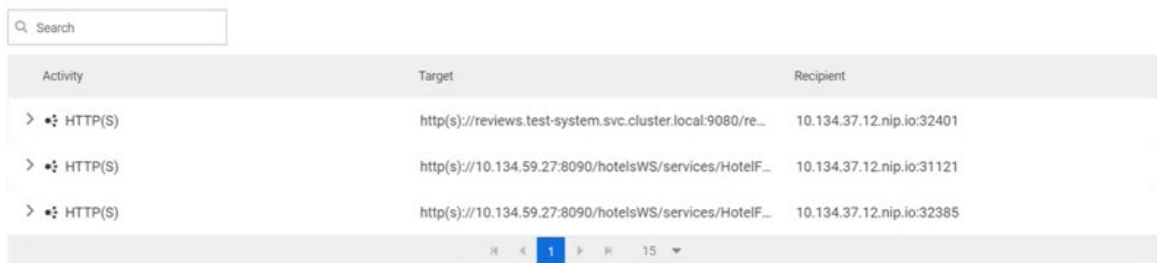 Search
Activity Target Recipient
HTTP(S) http(s)://reviews.test-system.svc.cluster.local:9080/re... 10.134.37.12.nip.io:32401
HTTP(S) http(s)://10.134.59.27:8090/hotelsWS/services/HotelF... 10.134.37.12.nip.io:31121
HTTP(S) http(s)://10.134.59.27:8090/hotelsWS/services/HotelF... 10.134.37.12.nip.io:32385
1 15